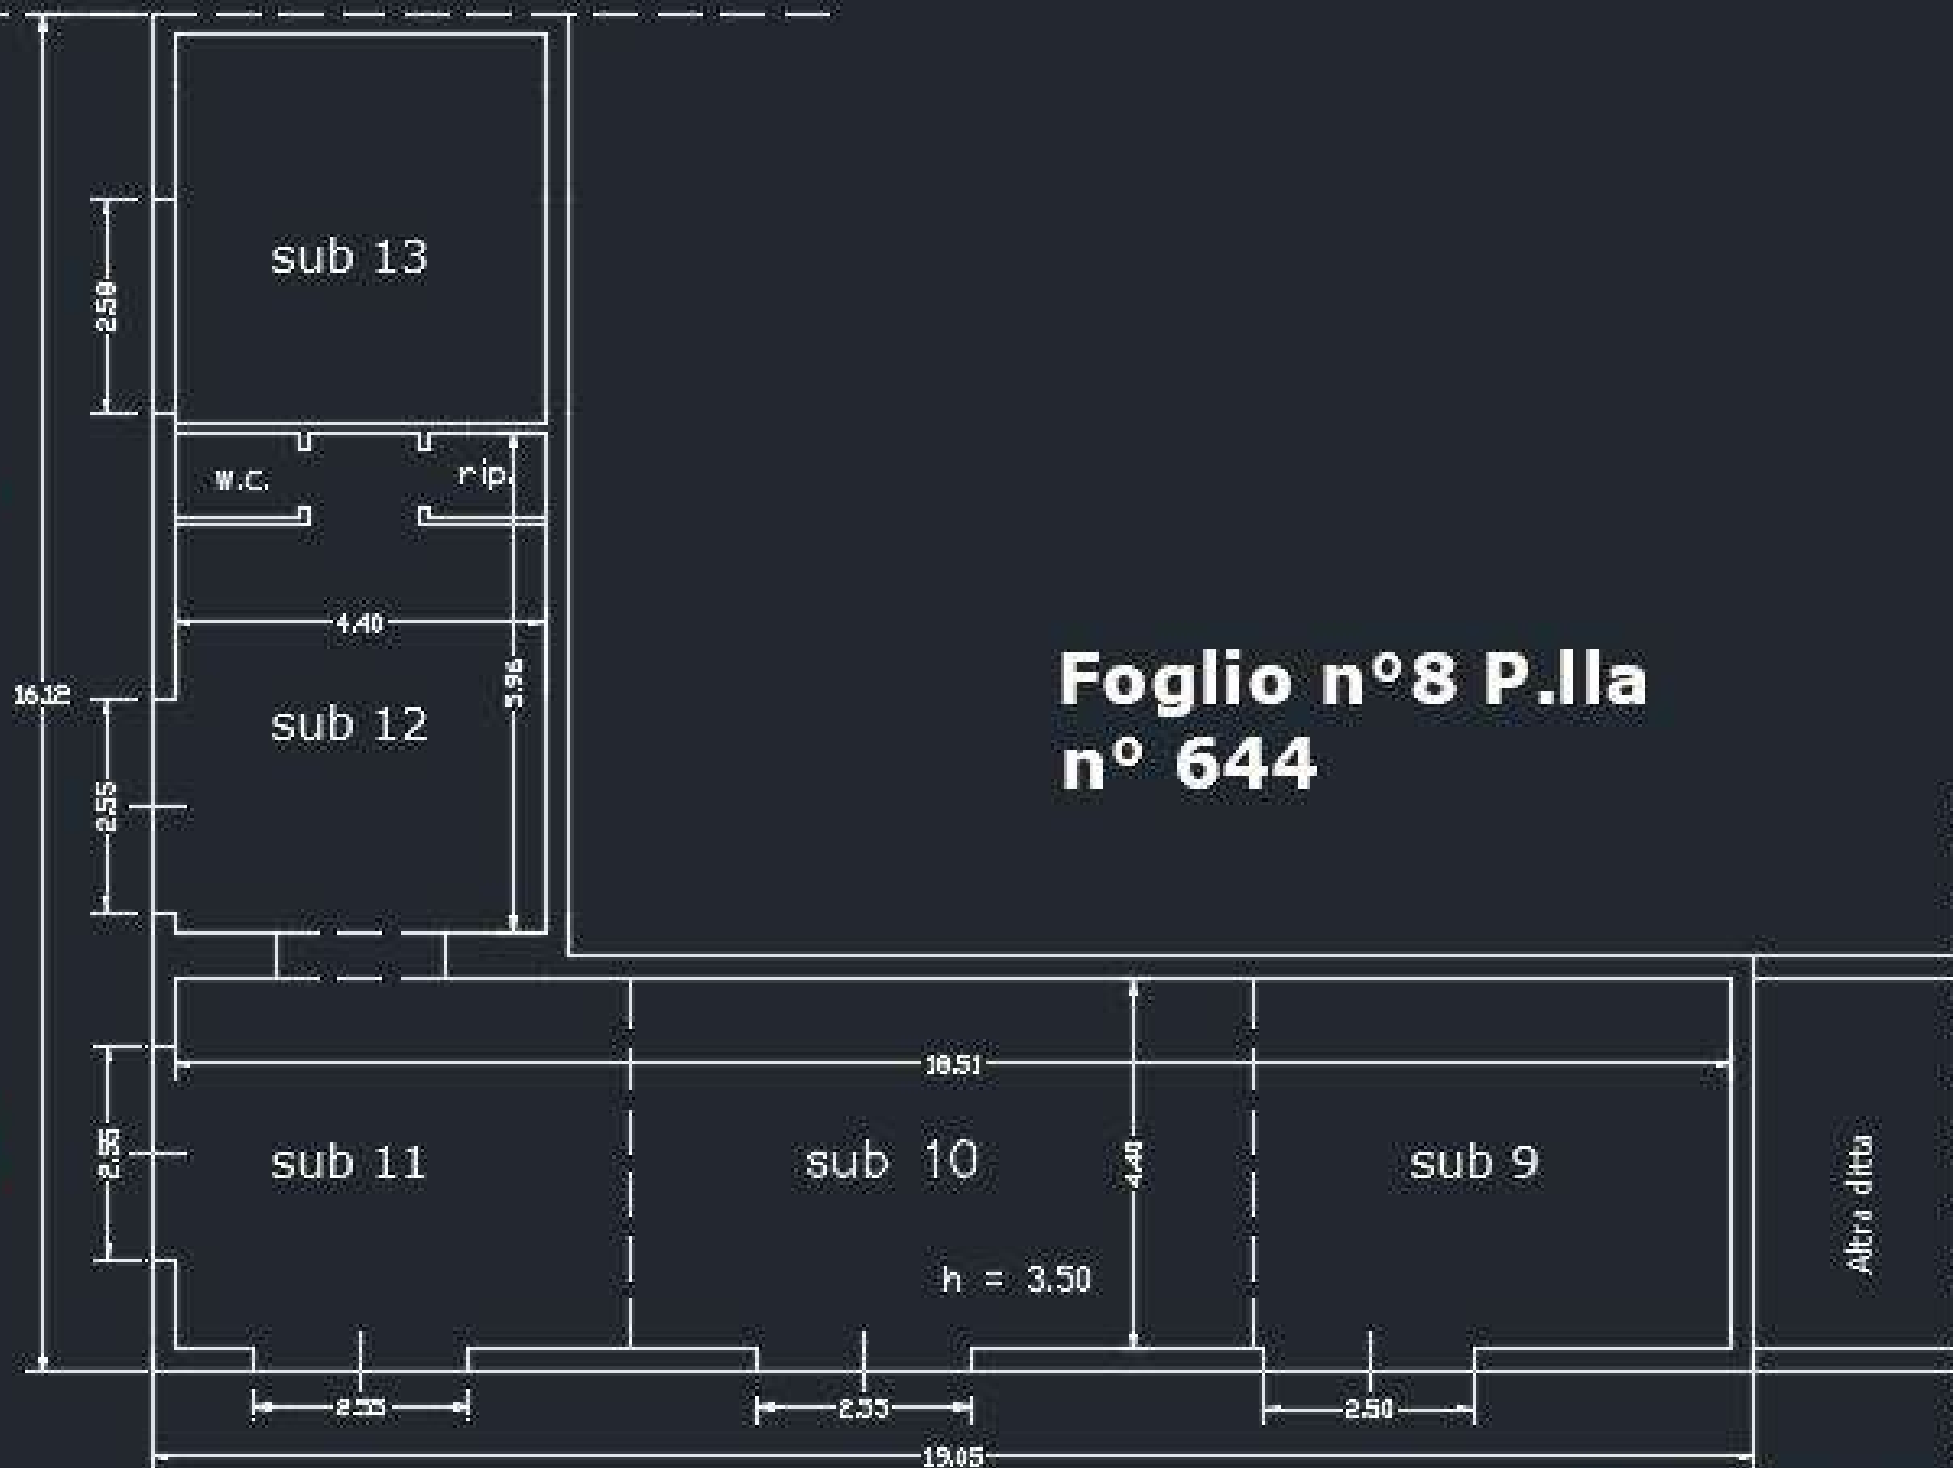 sub 13
2.50
w.c.
rip.
4.40
16.12
5.94
sub 12
2.55
Foglio n°8 P.lla
n° 644
18.51
2.55
sub 11
sub 10
4.40
sub 9
Altra ditta
h = 3.50
2.55
2.55
2.50
19.05